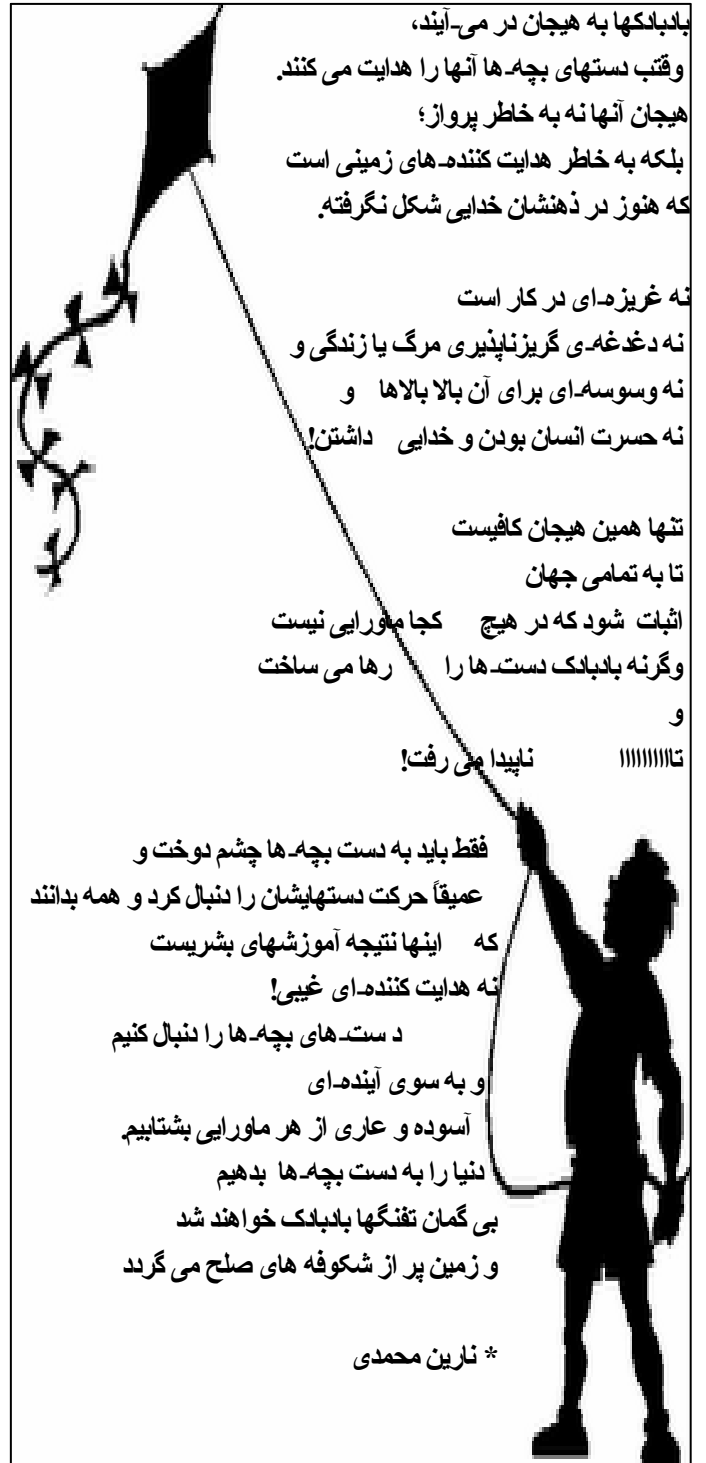 بادبادکها به هیجان در می-آیند،
وقتب دستهای بچه-ها آنها را هدایت می کنند.
هیجان آنها نه به خاطر پرواز؛
بلکه به خاطر هدایت کننده-های زمینی است
که هنوز در ذهنشان خدایی شکل نگرفته.
نه غریزه-ای در کار است
نه دغدغه-ی گریزناپذیری مرگ یا زندگی و
نه وسوسه-ای برای آن بالا بالاها و
نه حسرت انسان بودن و خدایی داشتن!
تنها همین هیجان کافیست
تا به تمامی جهان
اثبات شود که در هیچ کجا ماورایی نیست
وگرنه بادبادک دست-ها را رها می ساخت
و
تااااااااا ناپیدا می رفت!
فقط باید به دست بچه-ها چشم دوخت و
عمیقاً حرکت دستهایشان را دنبال کرد و همه بدانند
که اینها نتیجه آموزشهای بشریست
نه هدایت کننده-ای غیبی!
د ست-های بچه-ها را دنبال کنیم
و به سوی آینده-ای
آسوده و عاری از هر ماورایی بشتابیم.
دنیا را به دست بچه-ها بدهیم
بی گمان تفنگها بادبادک خواهند شد
و زمین پر از شکوفه های صلح می گردد
* نارین محمدی